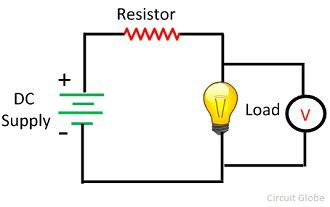 Resistor
+
DC
Supply
-
Load
V
Circuit Globe